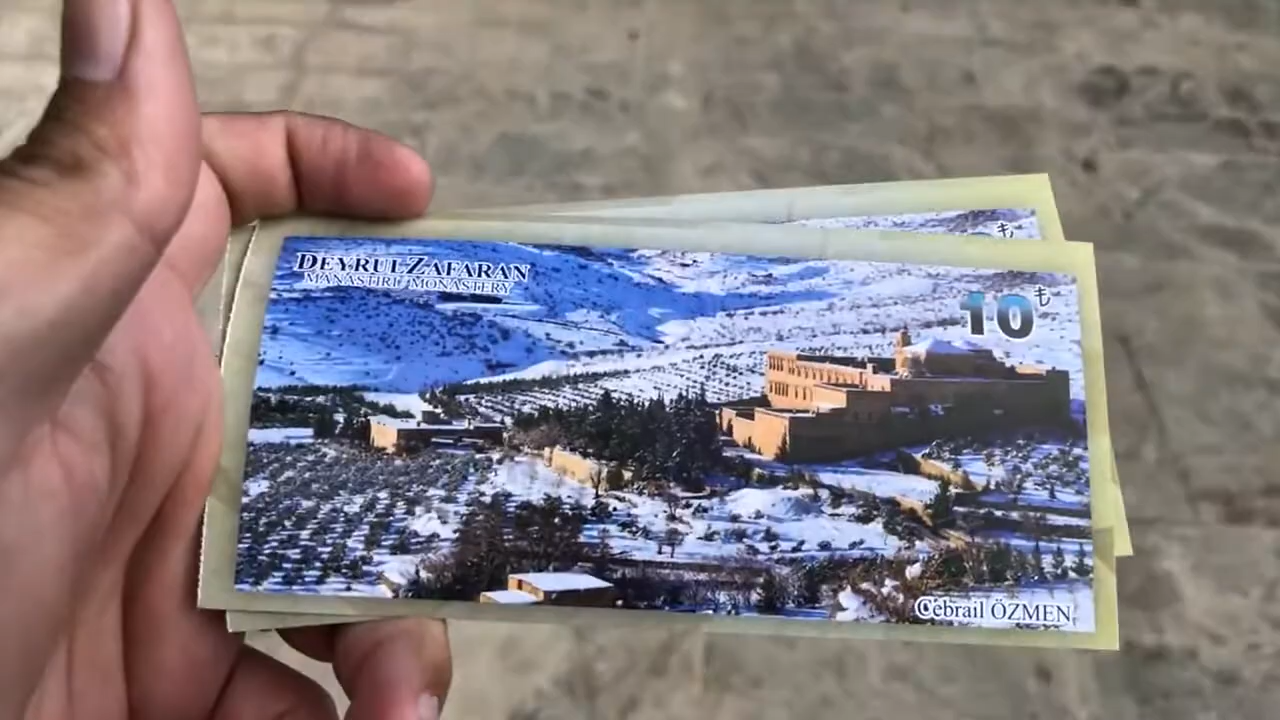 DEYRULZAFARAN
MANASTIRI MONASTERY
10₺
₺
Cebrail ÖZMEN